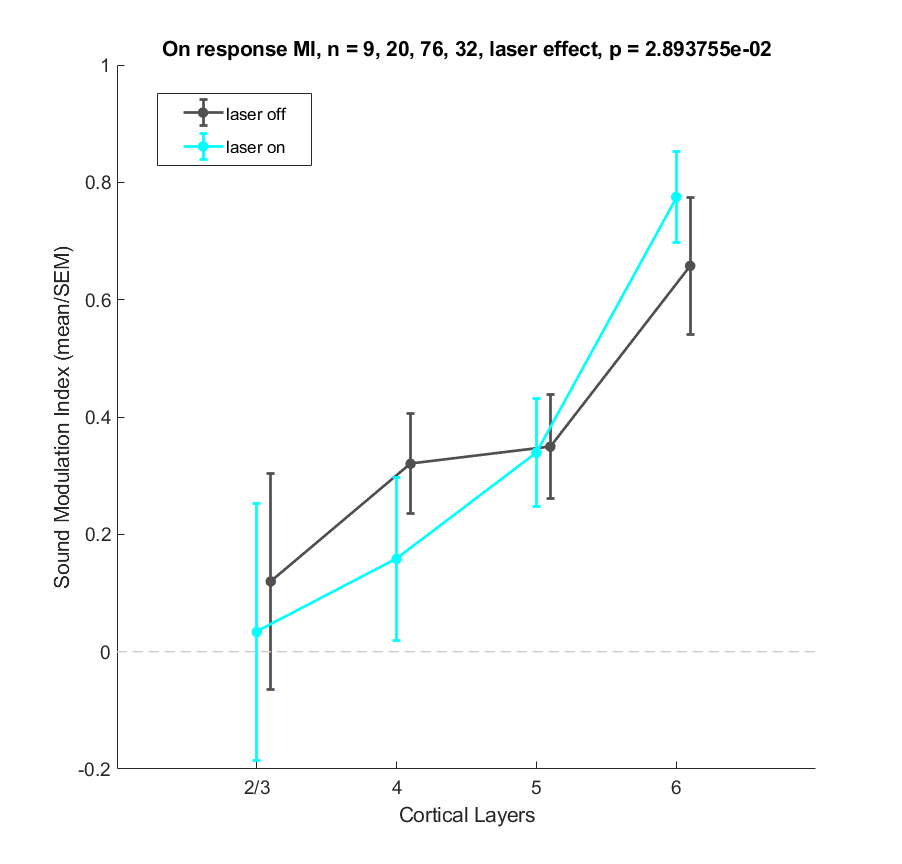 On response MI, n = 9, 20, 76, 32, laser effect, p = 2.893755e-02
1
laser off
laser on
0.8
0.6
0.4
0.2
0
-0.2
Sound Modulation Index (mean/SEM)
2/3 4 5 6
Cortical Layers